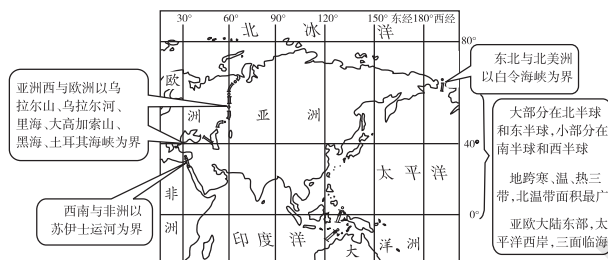 30° 60° 90° 120° 150° 东经 180° 西经
北 冰 洋
80°
东北与北美洲
以白令海峡为界
亚洲西与欧洲以乌
拉尔山、乌拉尔河、
里海、大高加索山、
黑海、土耳其海峡为界
欧
洲
亚 洲
大部分在北半球
和东半球,小部分在
南半球和西半球
40°
太 平 洋
地跨寒、温、热三
带,北温带面积最广
非
洲
西南与非洲以
苏伊士运河为界
0°
亚欧大陆东部,太
平洋西岸,三面临海
印 度 洋
大 洋 洲